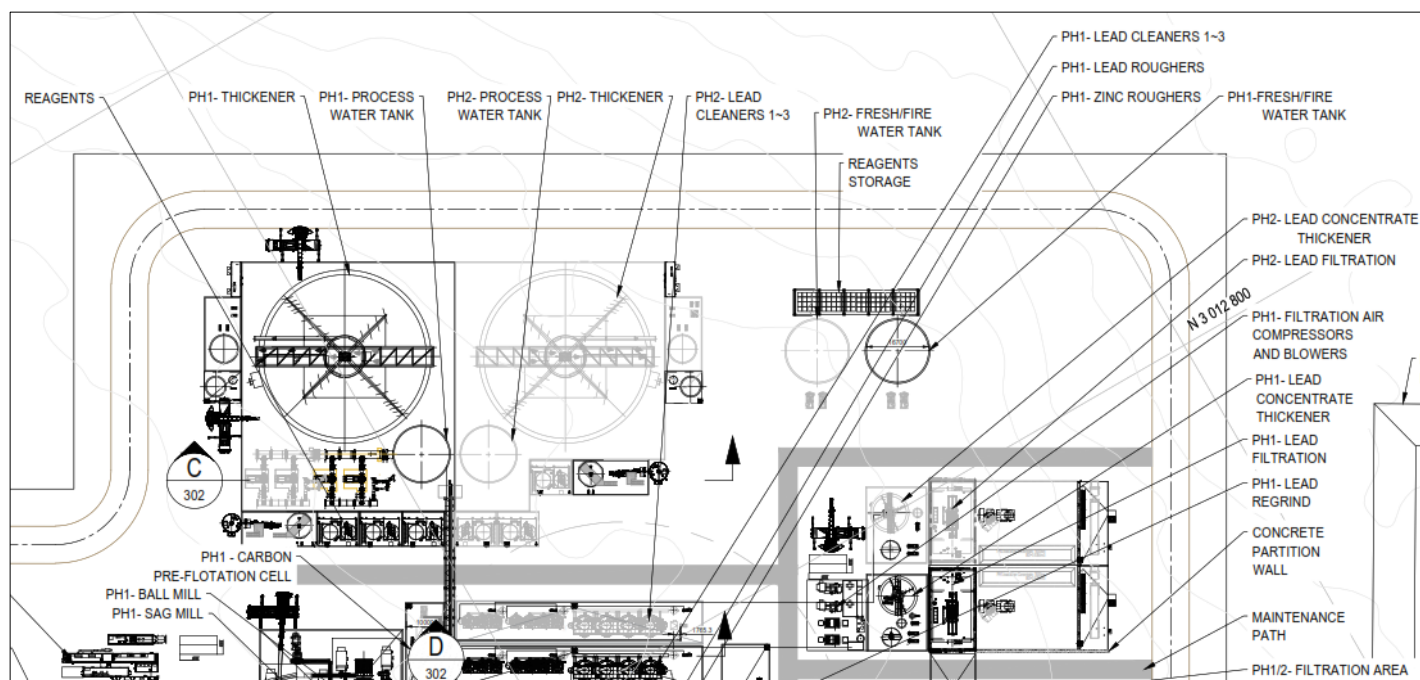 PH1- LEAD CLEANERS 1~3
PH1- LEAD ROUGHERS
PH1- ZINC ROUGHERS
REAGENTS
PH1- THICKENER
PH1- PROCESS
WATER TANK
PH2- PROCESS
WATER TANK
PH2- THICKENER
PH2- LEAD
CLEANERS 1~3
PH2- FRESH/FIRE
WATER TANK
PH1-FRESH/FIRE
WATER TANK
REAGENTS
STORAGE
PH2- LEAD CONCENTRATE
THICKENER
PH2- LEAD FILTRATION
N 3 012 800
PH1- FILTRATION AIR
COMPRESSORS
AND BLOWERS
PH1- LEAD
CONCENTRATE
THICKENER
PH1- LEAD
FILTRATION
PH1- LEAD
REGRIND
CONCRETE
PARTITION
WALL
MAINTENANCE
PATH
PH1/2- FILTRATION AREA
C
302
PH1 - CARBON
PRE-FLOTATION CELL
PH1- BALL MILL
PH1- SAG MILL
D
302